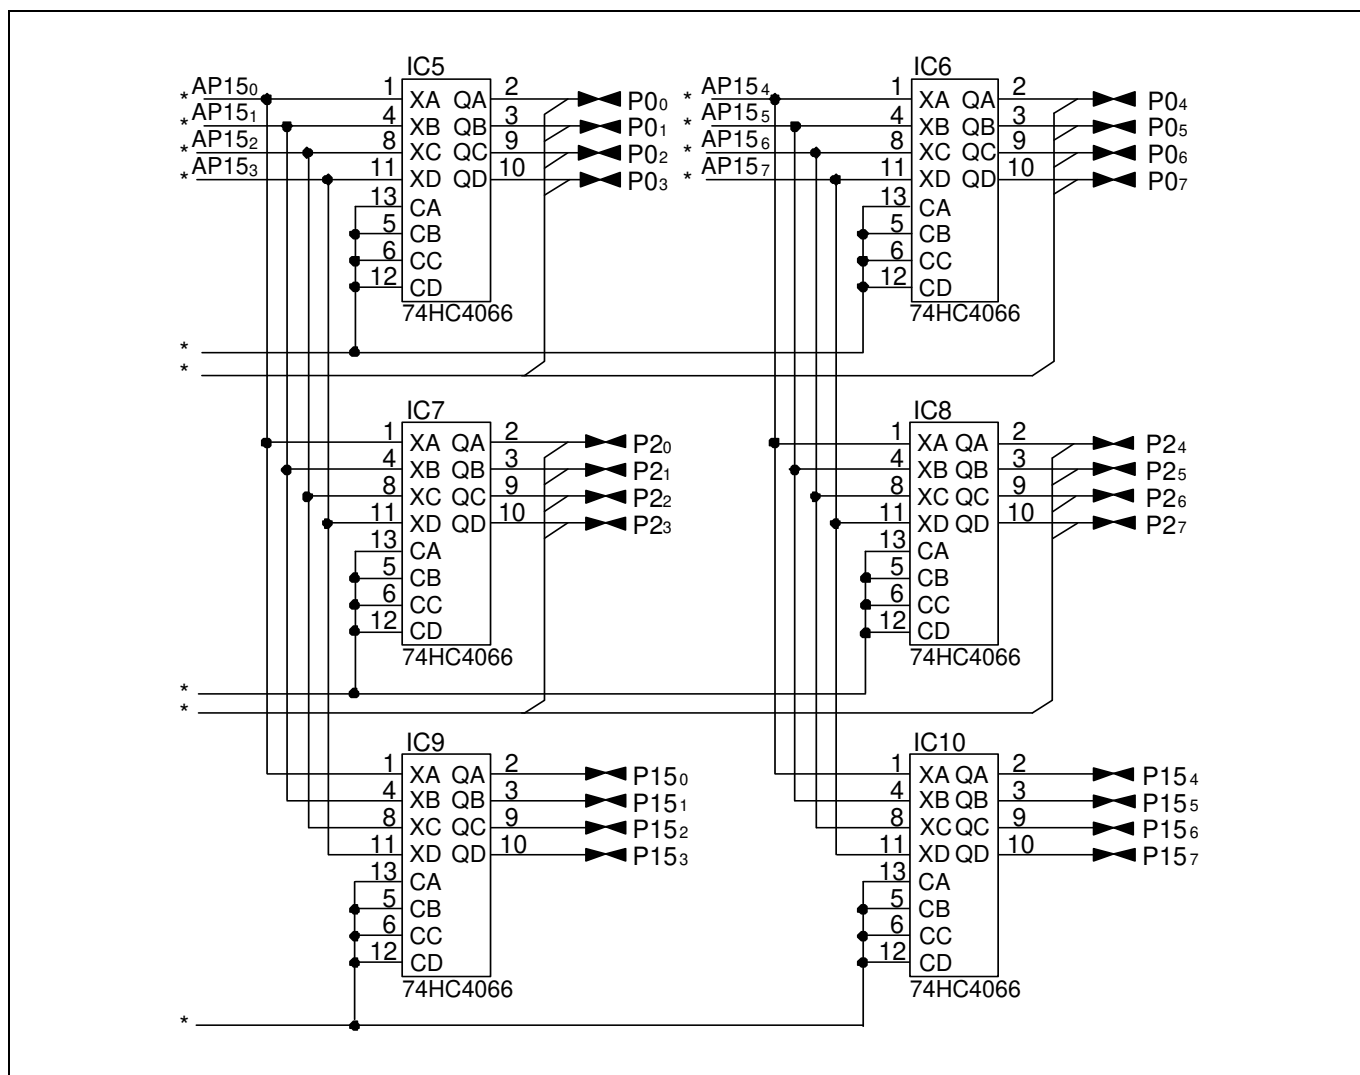 IC5 IC6
* AP15₀ 1 XA QA 2 P0₀ * AP15₄ 1 XA QA 2 P0₄
* AP15₁ 4 XB QB 3 P0₁ * AP15₅ 4 XB QB 3 P0₅
* AP15₂ 8 XC QC 9 P0₂ * AP15₆ 8 XC QC 9 P0₆
* AP15₃ 11 XD QD 10 P0₃ * AP15₇ 11 XD QD 10 P0₇
13 CA 13 CA
5 CB 5 CB
6 CC 6 CC
12 CD 12 CD
74HC4066 74HC4066
*
*
IC7 IC8
1 XA QA 2 P2₀ 1 XA QA 2 P2₄
4 XB QB 3 P2₁ 4 XB QB 3 P2₅
8 XC QC 9 P2₂ 8 XC QC 9 P2₆
11 XD QD 10 P2₃ 11 XD QD 10 P2₇
13 CA 13 CA
5 CB 5 CB
6 CC 6 CC
12 CD 12 CD
74HC4066 74HC4066
*
*
IC9 IC10
1 XA QA 2 P15₀ 1 XA QA 2 P15₄
4 XB QB 3 P15₁ 4 XB QB 3 P15₅
8 XC QC 9 P15₂ 8 XC QC 9 P15₆
11 XD QD 10 P15₃ 11 XD QD 10 P15₇
13 CA 13 CA
5 CB 5 CB
6 CC 6 CC
12 CD 12 CD
74HC4066 74HC4066
*